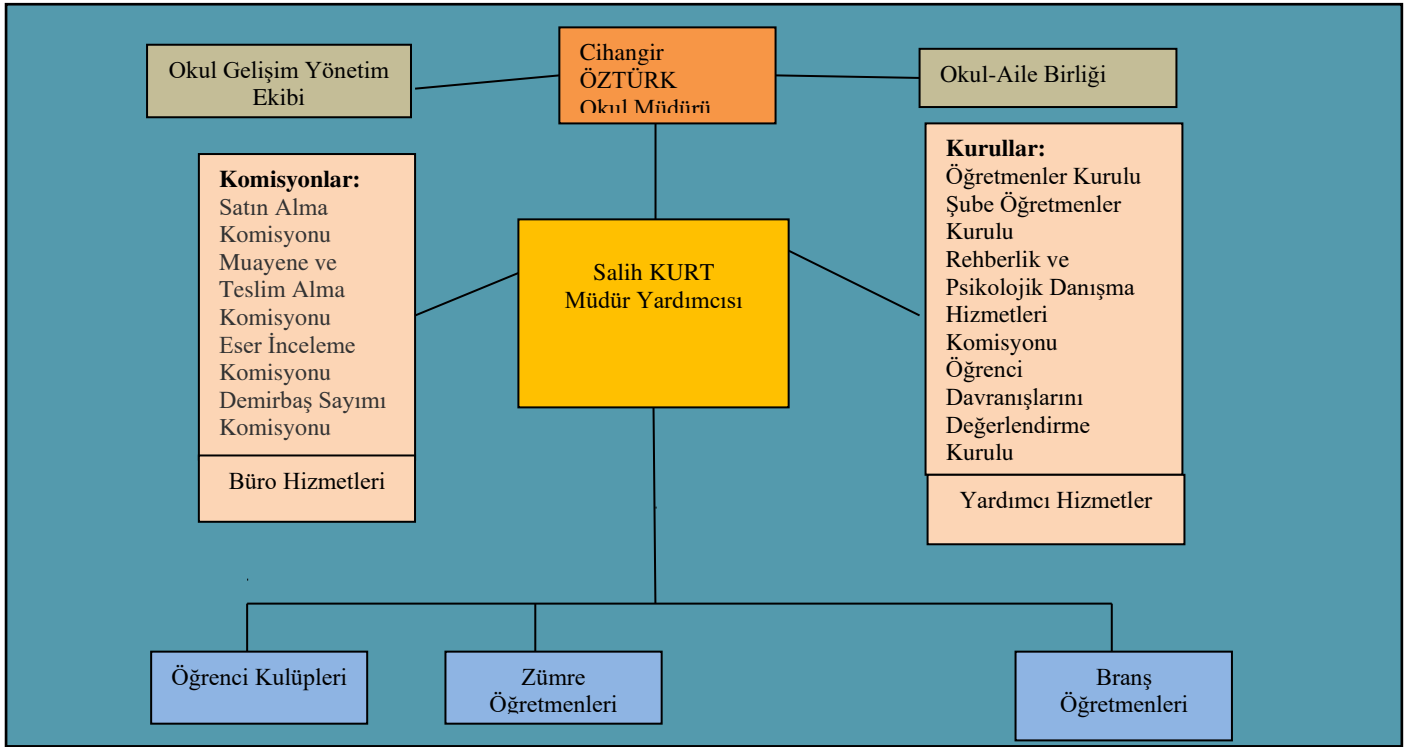 Okul Gelişim Yönetim
Ekibi
Cihangir
ÖZTÜRK
Okul Müdürü
Okul-Aile Birliği
Komisyonlar:
Satın Alma
Komisyonu
Muayene ve
Teslim Alma
Komisyonu
Eser İnceleme
Komisyonu
Demirbaş Sayımı
Komisyonu
Büro Hizmetleri
Salih KURT
Müdür Yardımcısı
Kurullar:
Öğretmenler Kurulu
Şube Öğretmenler
Kurulu
Rehberlik ve
Psikolojik Danışma
Hizmetleri
Komisyonu
Öğrenci
Davranışlarını
Değerlendirme
Kurulu
Yardımcı Hizmetler
Öğrenci Kulüpleri
Zümre
Öğretmenleri
Branş
Öğretmenleri